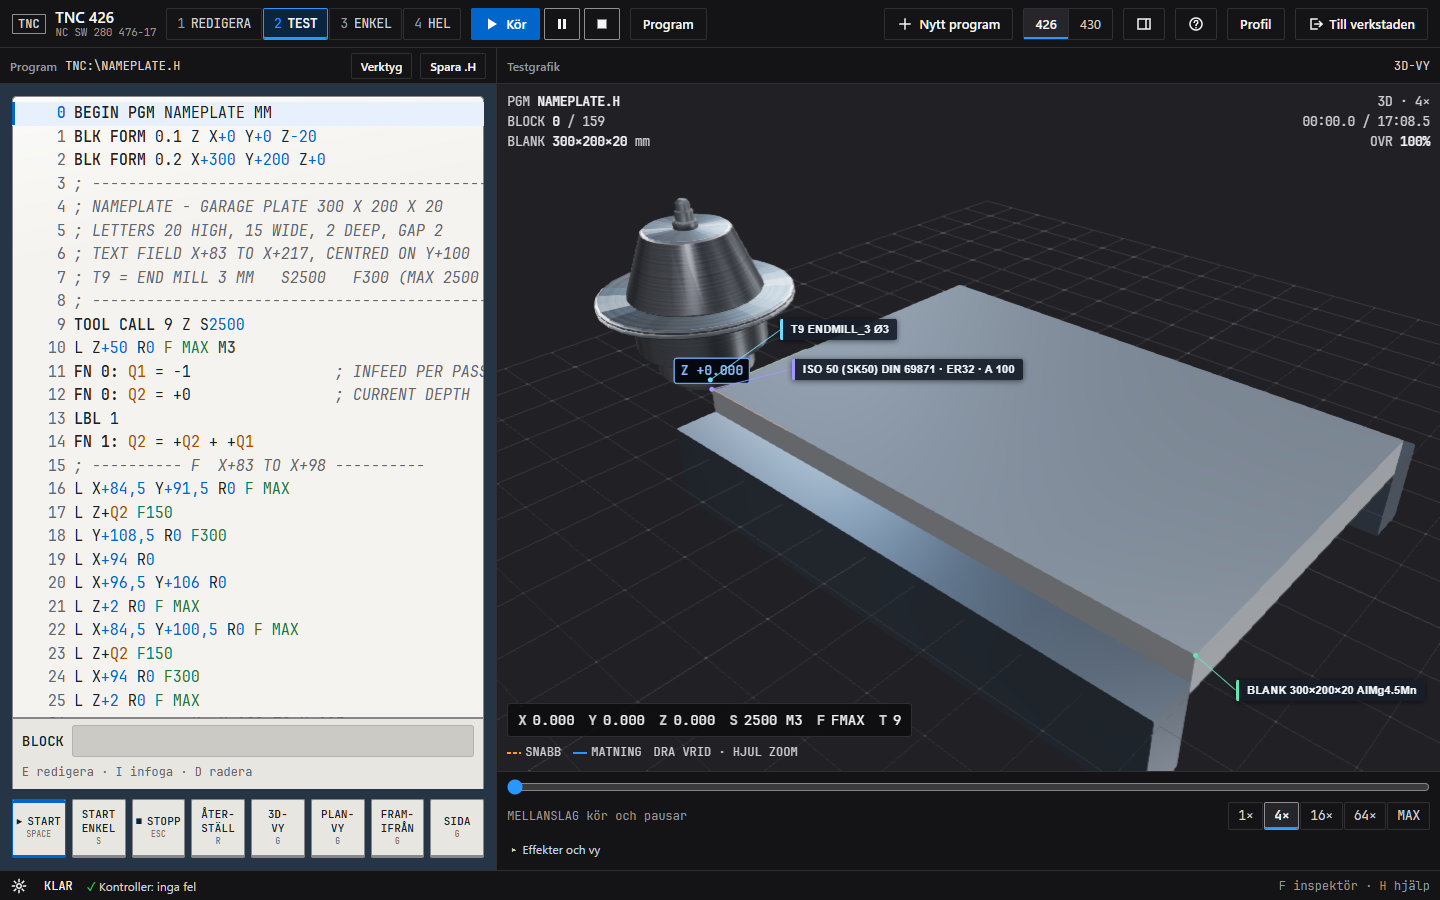 TNC
TNC 426
NC SW 280 476-17
1 REDIGERA
2 TEST
3 ENKEL
4 HEL
Kör
Program
Nytt program
426
430
Profil
Till verkstaden
Program TNC:\NAMEPLATE.H
Verktyg
Spara .H
Testgrafik
3D-VY
0 BEGIN PGM NAMEPLATE MM
1 BLK FORM 0.1 Z X+0 Y+0 Z-20
2 BLK FORM 0.2 X+300 Y+200 Z+0
3 ; --------------------------------------------
4 ; NAMEPLATE - GARAGE PLATE 300 X 200 X 20
5 ; LETTERS 20 HIGH, 15 WIDE, 2 DEEP, GAP 2
6 ; TEXT FIELD X+83 TO X+217, CENTRED ON Y+100
7 ; T9 = END MILL 3 MM   S2500   F300 (MAX 2500
8 ; --------------------------------------------
9 TOOL CALL 9 Z S2500
10 L Z+50 R0 F MAX M3
11 FN 0: Q1 = -1 ; INFEED PER PASS
12 FN 0: Q2 = +0 ; CURRENT DEPTH
13 LBL 1
14 FN 1: Q2 = +Q2 + +Q1
15 ; ---------- F  X+83 TO X+98 ----------
16 L X+84,5 Y+91,5 R0 F MAX
17 L Z+Q2 F150
18 L Y+108,5 R0 F300
19 L X+94 R0
20 L X+96,5 Y+106 R0
21 L Z+2 R0 F MAX
22 L X+84,5 Y+100,5 R0 F MAX
23 L Z+Q2 F150
24 L X+94 R0 F300
25 L Z+2 R0 F MAX
BLOCK
E redigera · I infoga · D radera
START SPACE
START ENKEL S
STOPP ESC
ÅTER-STÄLL R
3D-VY G
PLAN-VY G
FRAM-IFRÅN G
SIDA G
PGM NAMEPLATE.H
BLOCK 0 / 159
BLANK 300×200×20 mm
3D · 4×
00:00.0 / 17:08.5
OVR 100%
T9 ENDMILL_3 Ø3
Z +0.000
ISO 50 (SK50) DIN 69871 · ER32 · A 100
BLANK 300×200×20 AlMg4.5Mn
X 0.000 Y 0.000 Z 0.000 S 2500 M3 F FMAX T 9
SNABB MATNING DRA VRID · HJUL ZOOM
MELLANSLAG kör och pausar
1× 4× 16× 64× MAX
▸ Effekter och vy
KLAR ✓ Kontroller: inga fel
F inspektör · H hjälp